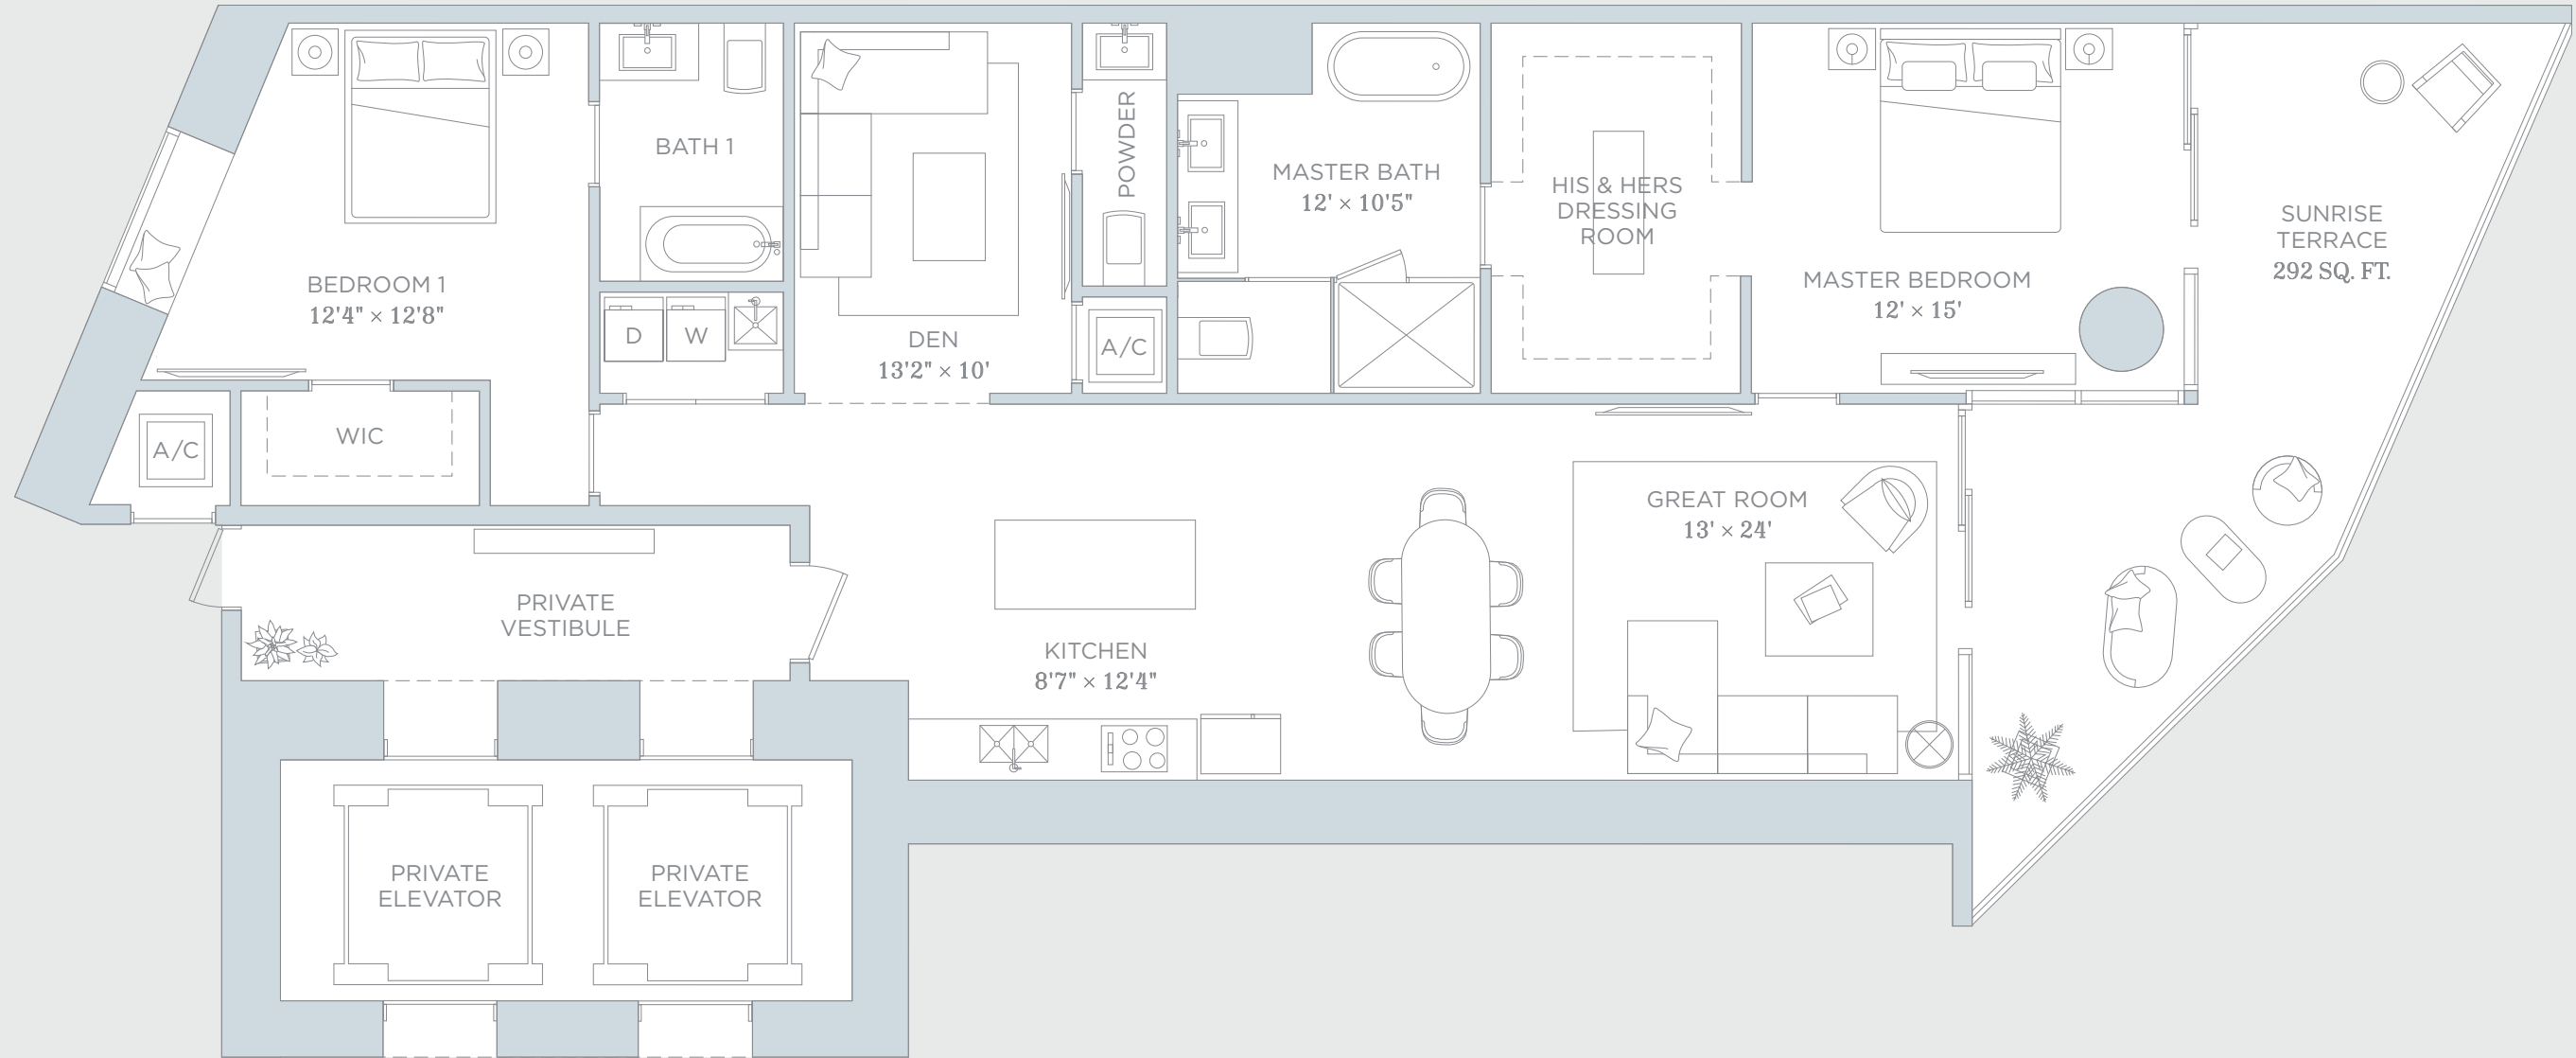 BATH 1
POWDER
MASTER BATH
12' × 10'5"
HIS & HERS
DRESSING
ROOM
SUNRISE
TERRACE
292 SQ. FT.
BEDROOM 1
12'4" × 12'8"
MASTER BEDROOM
12' × 15'
D
W
DEN
13'2" × 10'
A/C
A/C
WIC
GREAT ROOM
13' × 24'
PRIVATE
VESTIBULE
KITCHEN
8'7" × 12'4"
PRIVATE
ELEVATOR
PRIVATE
ELEVATOR